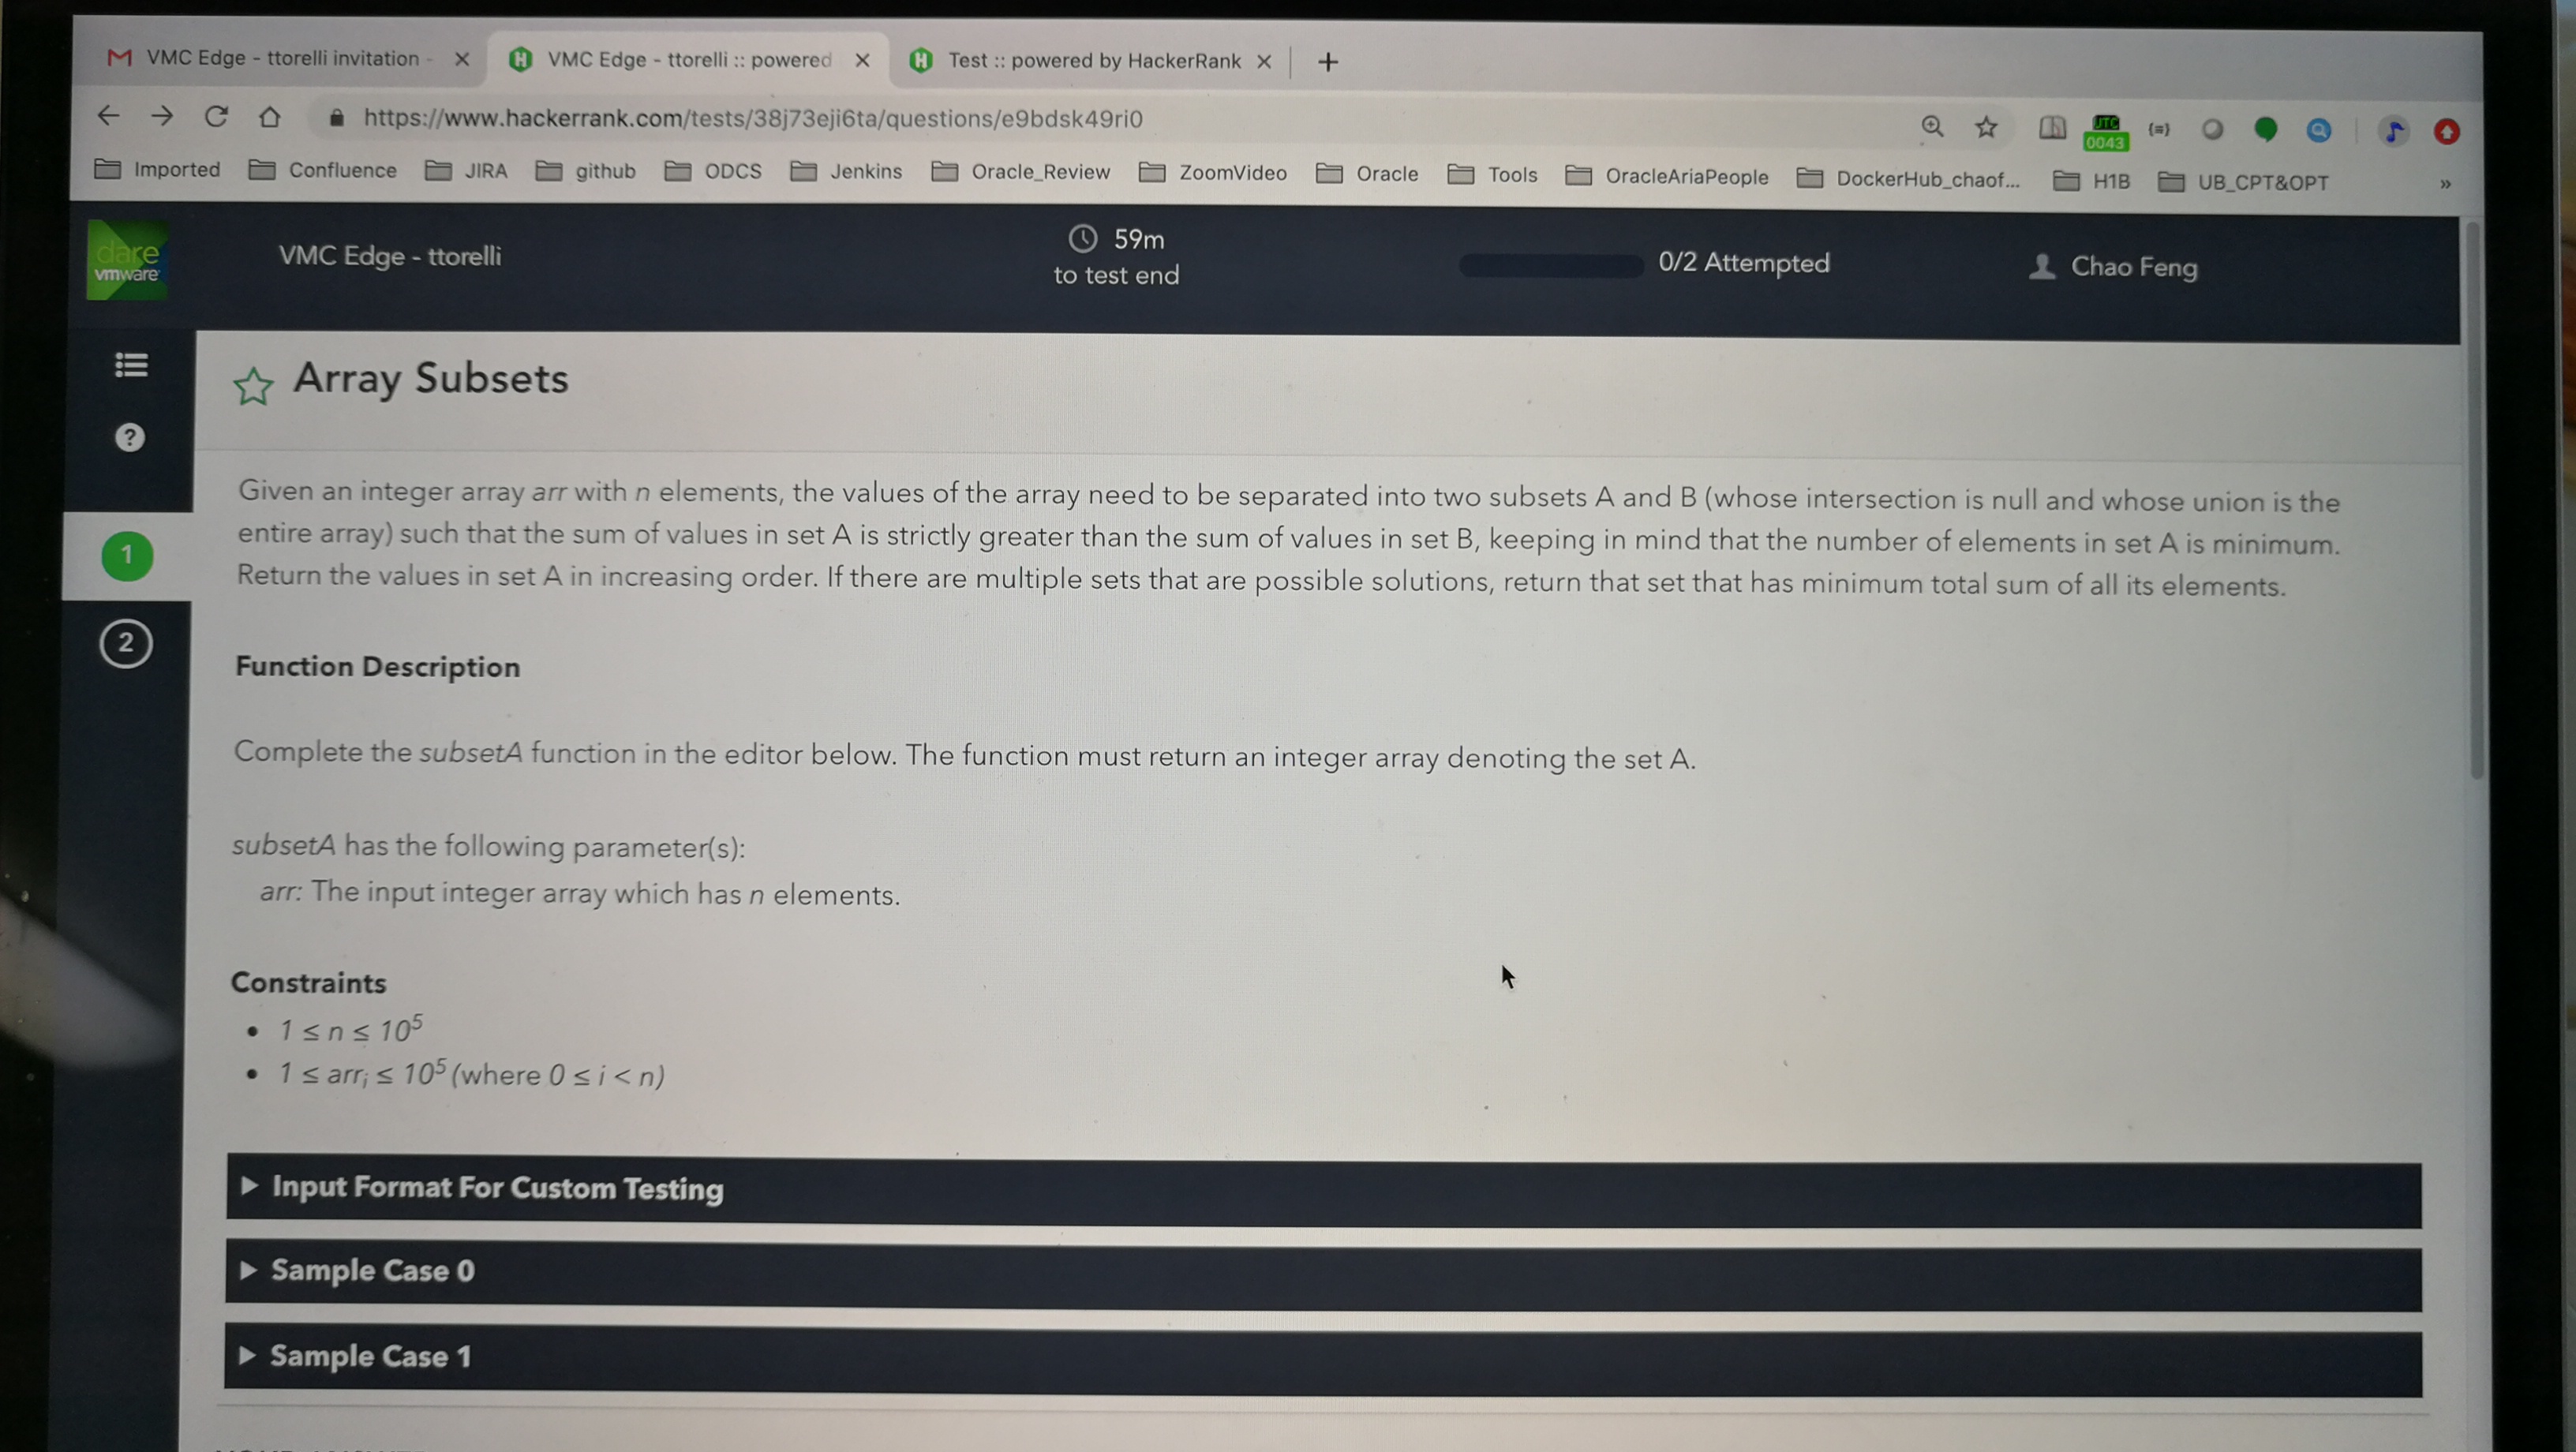 VMC Edge - ttorelli invitation -
VMC Edge - ttorelli :: powered
Test :: powered by HackerRank
https://www.hackerrank.com/tests/38j73eji6ta/questions/e9bdsk49ri0
UTC
0043
Imported Confluence JIRA github ODCS Jenkins Oracle_Review ZoomVideo Oracle Tools OracleAriaPeople DockerHub_chaof... H1B UB_CPT&OPT »
dare
vmware
VMC Edge - ttorelli
59m
to test end
0/2 Attempted
Chao Feng
Array Subsets
?
1
2
Given an integer array arr with n elements, the values of the array need to be separated into two subsets A and B (whose intersection is null and whose union is the
entire array) such that the sum of values in set A is strictly greater than the sum of values in set B, keeping in mind that the number of elements in set A is minimum.
Return the values in set A in increasing order. If there are multiple sets that are possible solutions, return that set that has minimum total sum of all its elements.
Function Description
Complete the subsetA function in the editor below. The function must return an integer array denoting the set A.
subsetA has the following parameter(s):
arr: The input integer array which has n elements.
Constraints
• 1 ≤ n ≤ 10⁵
• 1 ≤ arrᵢ ≤ 10⁵ (where 0 ≤ i < n)
Input Format For Custom Testing
Sample Case 0
Sample Case 1